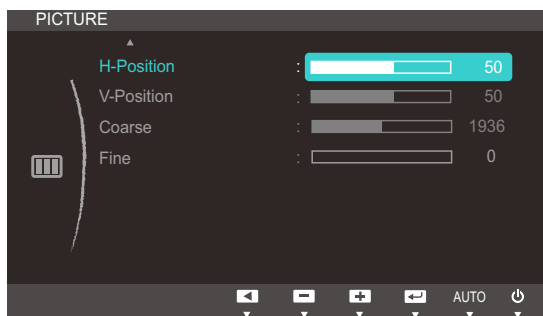 PICTURE
H-Position : 50
V-Position : 50
Coarse : 1936
Fine : 0
AUTO